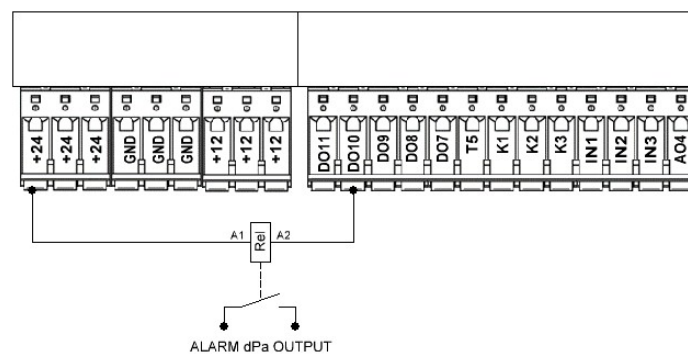 +24 +24 +24 GND GND GND +12 +12 +12 DO11 DO10 DO9 DO8 DO7 T5 K1 K2 K3 IN1 IN2 IN3 AO4
A1 Rel A2
ALARM dPa OUTPUT